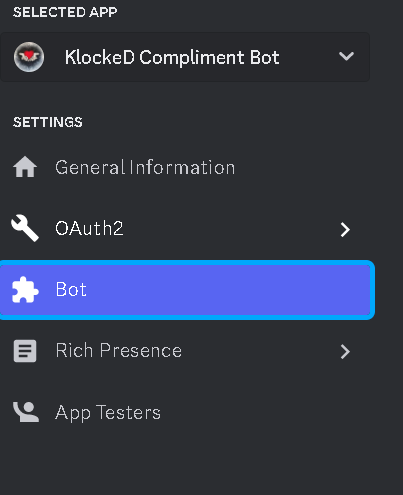 SELECTED APP
KlockeD Compliment Bot
SETTINGS
General Information
OAuth2
Bot
Rich Presence
App Testers